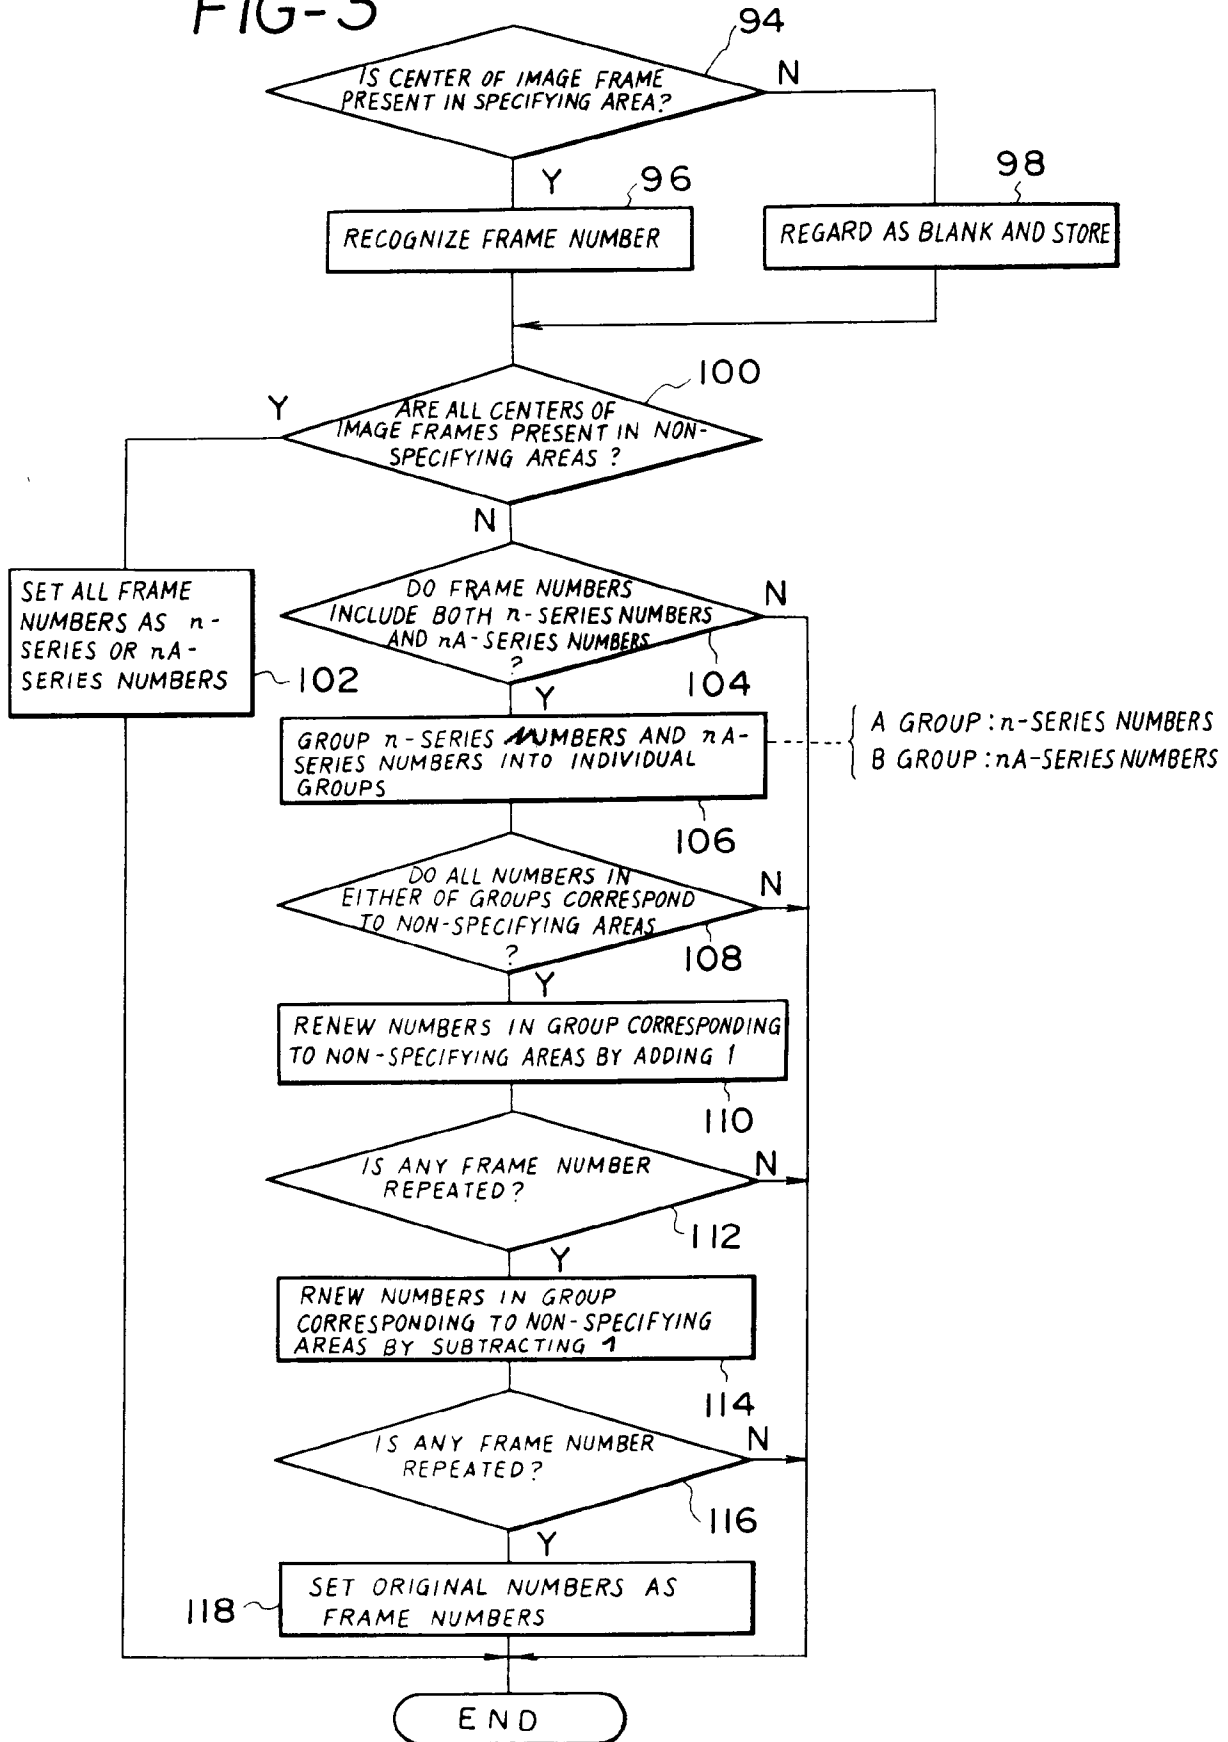 FIG-5
94
IS CENTER OF IMAGE FRAME
PRESENT IN SPECIFYING AREA?
N
Y
96
98
RECOGNIZE FRAME NUMBER
REGARD AS BLANK AND STORE
100
Y
ARE ALL CENTERS OF
IMAGE FRAMES PRESENT IN NON-
SPECIFYING AREAS ?
N
SET ALL FRAME
NUMBERS AS n-
SERIES OR nA-
SERIES NUMBERS
102
DO FRAME NUMBERS
INCLUDE BOTH n-SERIES NUMBERS
AND nA-SERIES NUMBERS
?
N
104
Y
GROUP n-SERIES NUMBERS AND nA-
SERIES NUMBERS INTO INDIVIDUAL
GROUPS
A GROUP : n-SERIES NUMBERS
B GROUP : nA-SERIES NUMBERS
106
DO ALL NUMBERS IN
EITHER OF GROUPS CORRESPOND
TO NON-SPECIFYING AREAS
?
N
108
Y
RENEW NUMBERS IN GROUP CORRESPONDING
TO NON-SPECIFYING AREAS BY ADDING 1
110
IS ANY FRAME NUMBER
REPEATED?
N
112
Y
RNEW NUMBERS IN GROUP
CORRESPONDING TO NON-SPECIFYING
AREAS BY SUBTRACTING 1
114
IS ANY FRAME NUMBER
REPEATED?
N
116
Y
118
SET ORIGINAL NUMBERS AS
FRAME NUMBERS
END